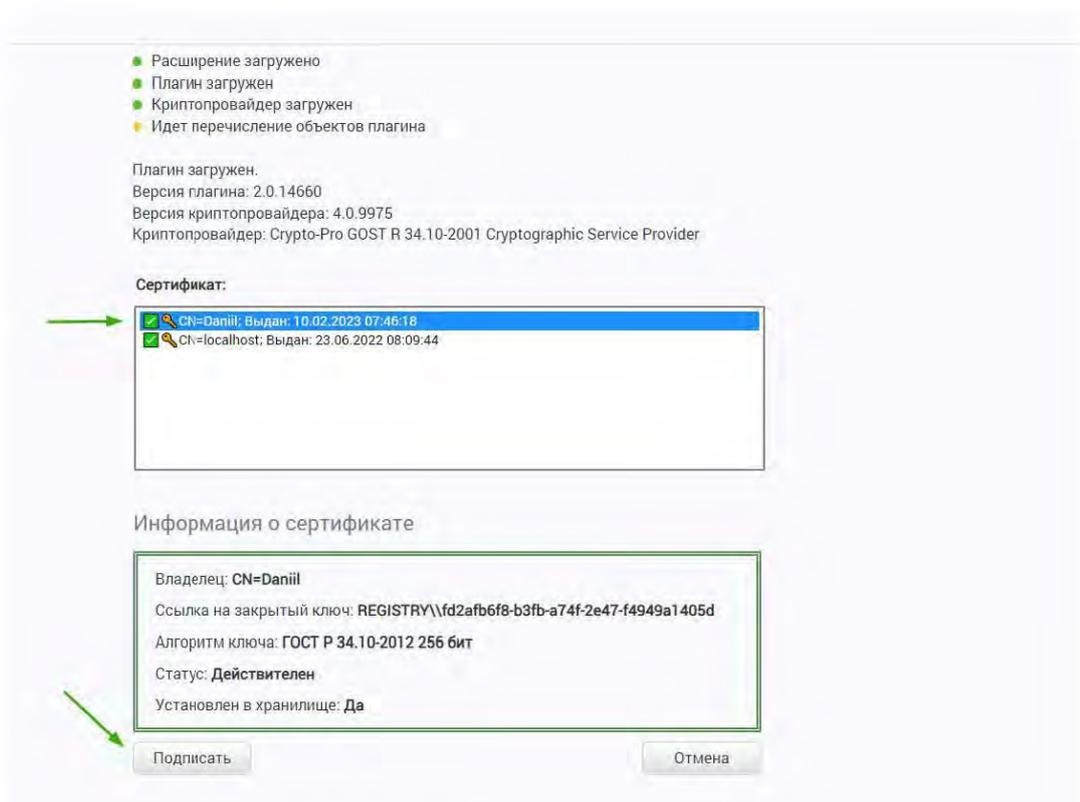 Расширение загружено
Плагин загружен
Криптопровайдер загружен
Идет перечисление объектов плагина
Плагин загружен.
Версия плагина: 2.0.14660
Версия криптопровайдера: 4.0.9975
Криптопровайдер: Crypto-Pro GOST R 34.10-2001 Cryptographic Service Provider
Сертификат:
CN=Daniil; Выдан: 10.02.2023 07:46:18
CN=localhost; Выдан: 23.06.2022 08:09:44
Информация о сертификате
Владелец: CN=Daniil
Ссылка на закрытый ключ: REGISTRY\\fd2afb6f8-b3fb-a74f-2e47-f4949a1405d
Алгоритм ключа: ГОСТ Р 34.10-2012 256 бит
Статус: Действителен
Установлен в хранилище: Да
Подписать Отмена